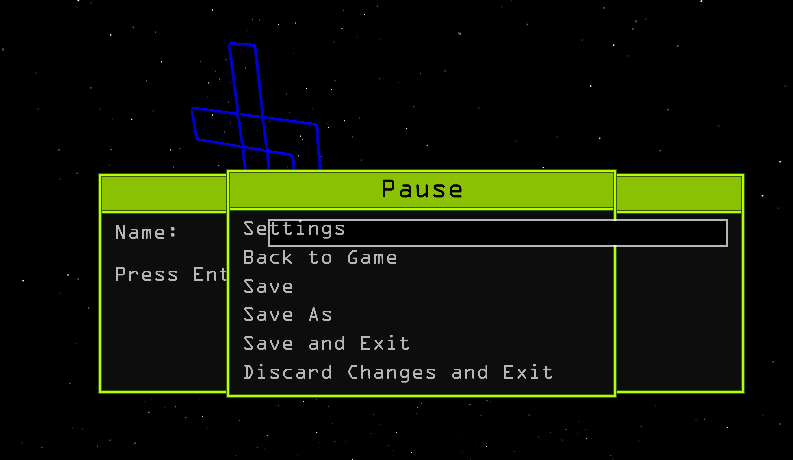 Pause
Name:
Press Ent
Settings
Back to Game
Save
Save As
Save and Exit
Discard Changes and Exit